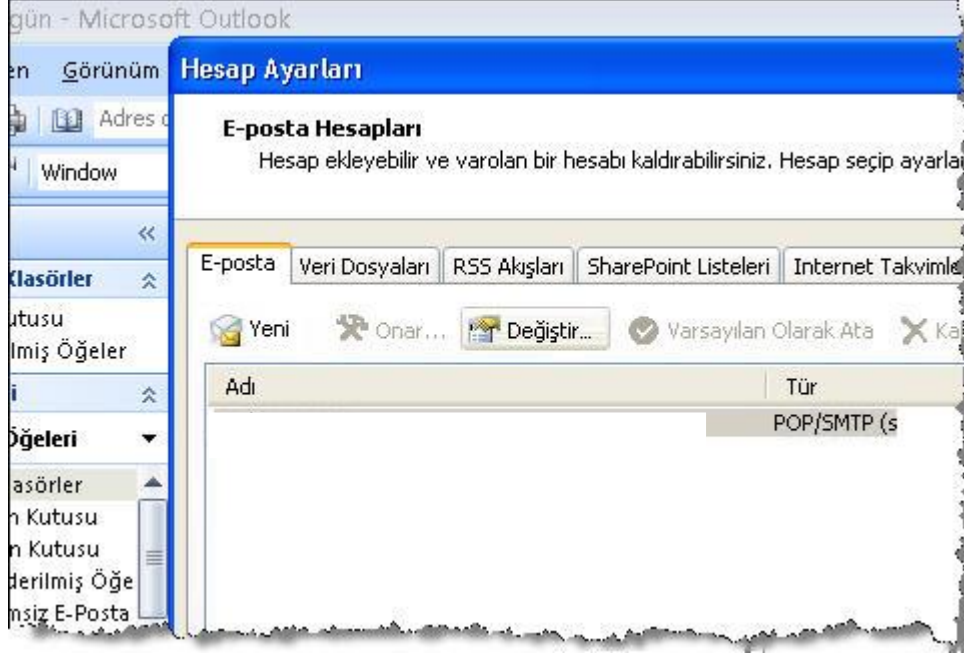 gün - Microsoft Outlook
en Görünüm
Adres d
Window
Klasörler
utusu
lmiş Öğeler
i
Öğeleri
asörler
n Kutusu
n Kutusu
derilmiş Öğe
msiz E-Posta
Hesap Ayarları
E-posta Hesapları
Hesap ekleyebilir ve varolan bir hesabı kaldırabilirsiniz. Hesap seçip ayarla
E-posta Veri Dosyaları RSS Akışları SharePoint Listeleri Internet Takvimle
Yeni Onar... Değiştir... Varsayılan Olarak Ata Ka
Adı Tür
POP/SMTP (s